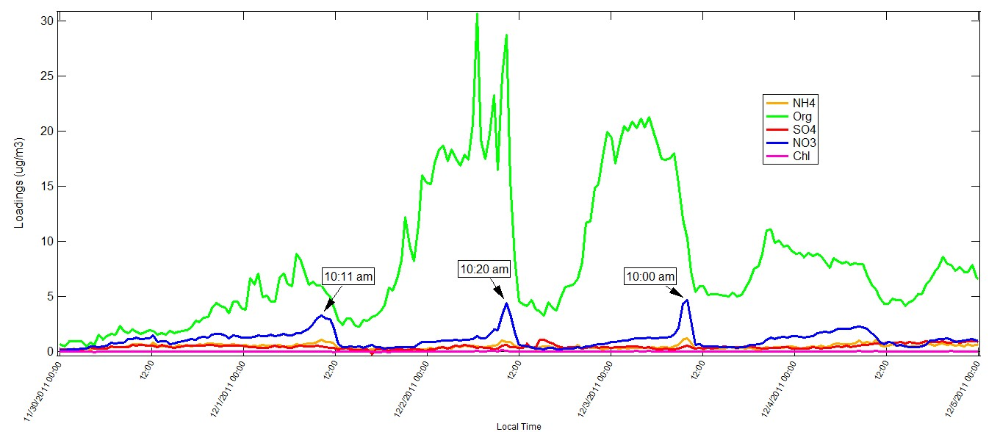 30
25
20
15
10
5
0
Loadings (ug/m3)
NH4
Org
SO4
NO3
Chl
10:11 am
10:20 am
10:00 am
11/30/2011 00:00
12:00
12/1/2011 00:00
12:00
12/2/2011 00:00
12:00
12/3/2011 00:00
12:00
12/4/2011 00:00
12:00
12/5/2011 00:00
Local Time